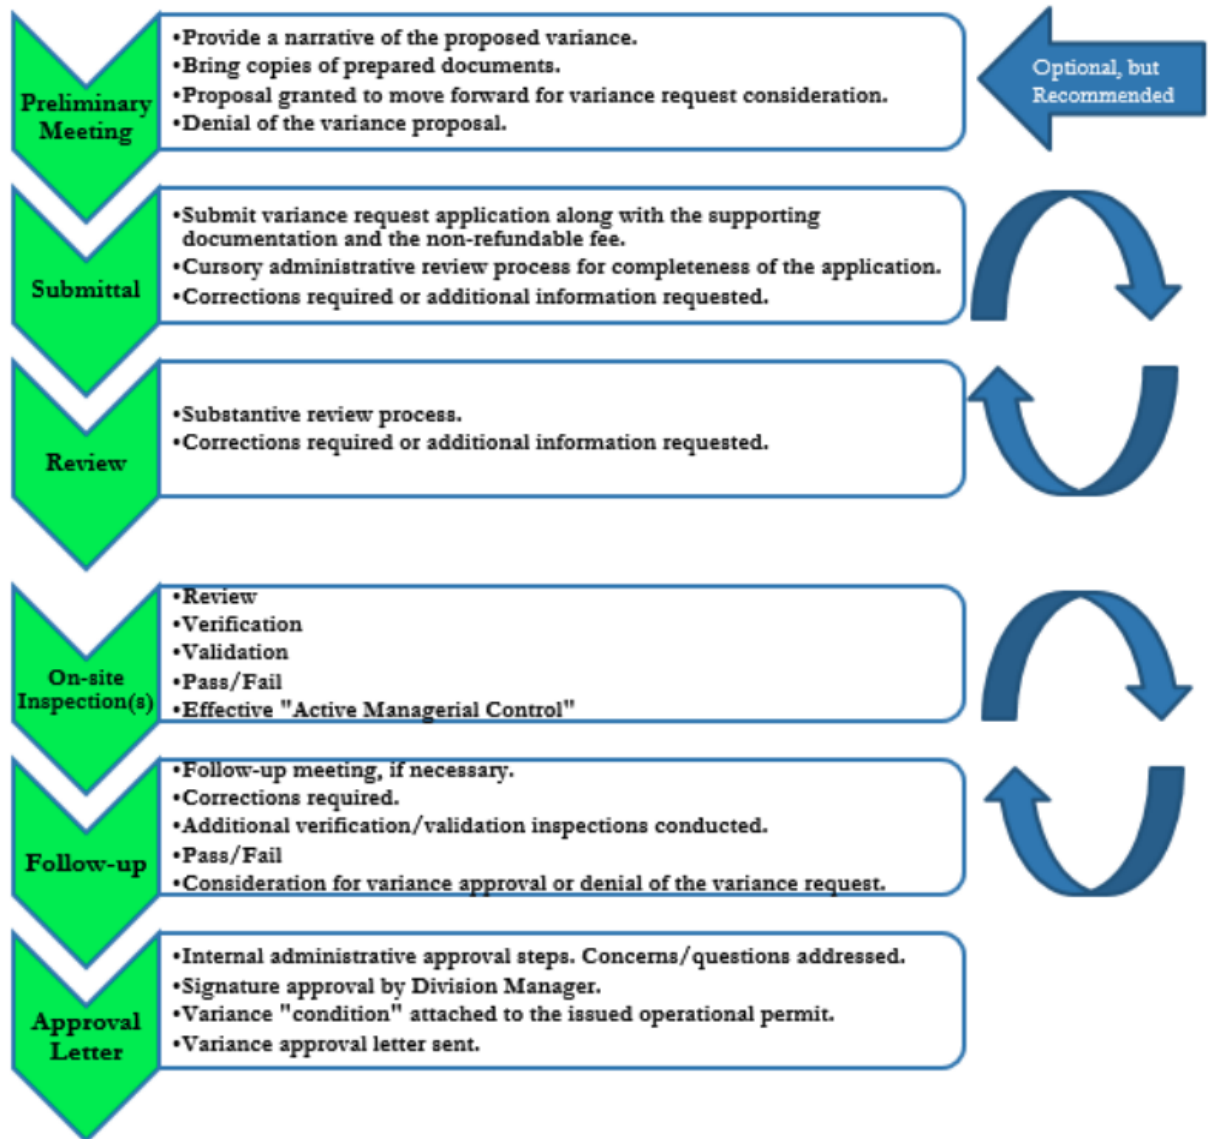 Preliminary
Meeting
•Provide a narrative of the proposed variance.
•Bring copies of prepared documents.
•Proposal granted to move forward for variance request consideration.
•Denial of the variance proposal.
Optional, but
Recommended
Submittal
•Submit variance request application along with the supporting
documentation and the non-refundable fee.
•Cursory administrative review process for completeness of the application.
•Corrections required or additional information requested.
Review
•Substantive review process.
•Corrections required or additional information requested.
On-site
Inspection(s)
•Review
•Verification
•Validation
•Pass/Fail
•Effective "Active Managerial Control"
Follow-up
•Follow-up meeting, if necessary.
•Corrections required.
•Additional verification/validation inspections conducted.
•Pass/Fail
•Consideration for variance approval or denial of the variance request.
Approval
Letter
•Internal administrative approval steps. Concerns/questions addressed.
•Signature approval by Division Manager.
•Variance "condition" attached to the issued operational permit.
•Variance approval letter sent.